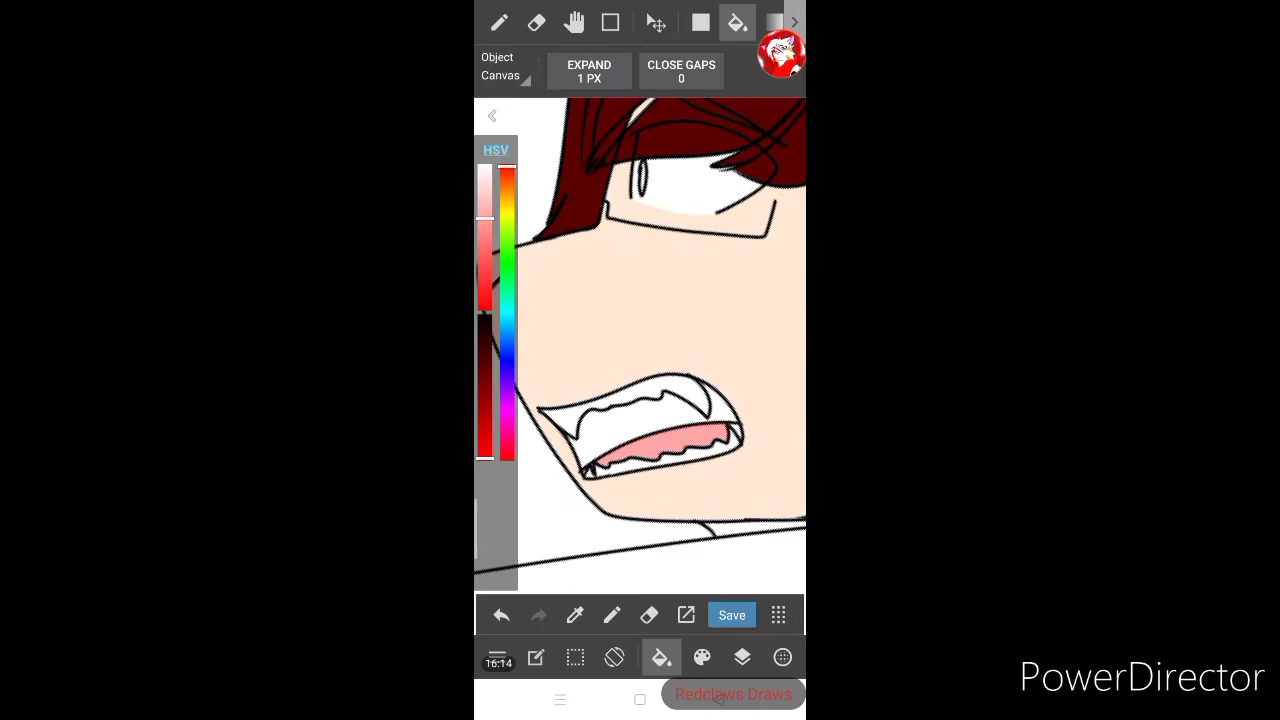 Object
Canvas
EXPAND
1 PX
CLOSE GAPS
0
HSV
Save
16:14
Redclaws Draws
PowerDirector